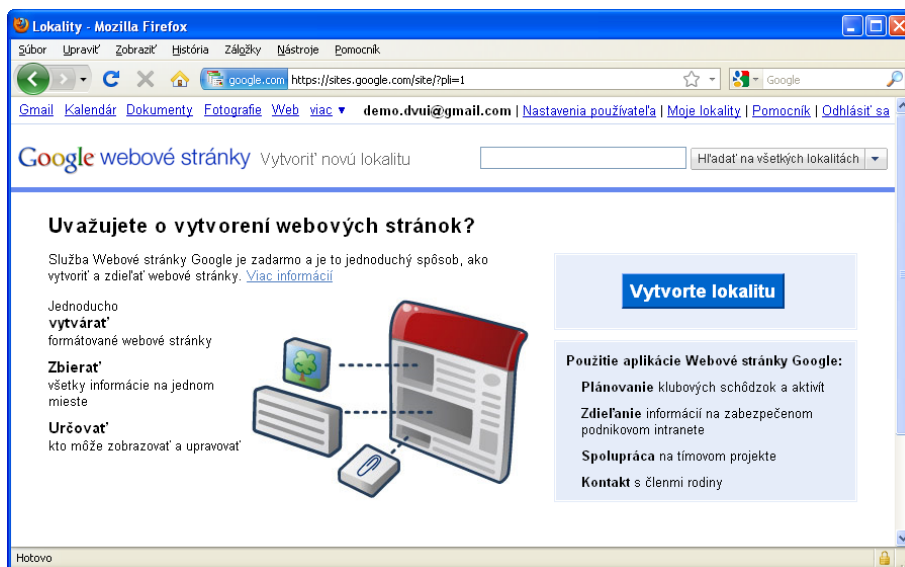 Lokality - Mozilla Firefox
Súbor Upraviť Zobraziť História Záložky Nástroje Pomocník
google.com https://sites.google.com/site/?pli=1 Google
Gmail Kalendár Dokumenty Fotografie Web viac ▼ demo.dvui@gmail.com | Nastavenia používateľa | Moje lokality | Pomocník | Odhlásiť sa
Google webové stránky Vytvoriť novú lokalitu Hľadať na všetkých lokalitách
Uvažujete o vytvorení webových stránok?
Služba Webové stránky Google je zadarmo a je to jednoduchý spôsob, ako
vytvoriť a zdieľať webové stránky. Viac informácií
Jednoducho
vytvárať
formátované webové stránky
Zbierať
všetky informácie na jednom
mieste
Určovať
kto môže zobrazovať a upravovať
Vytvorte lokalitu
Použitie aplikácie Webové stránky Google:
Plánovanie klubových schôdzok a aktivít
Zdieľanie informácií na zabezpečenom
podnikovom intranete
Spolupráca na tímovom projekte
Kontakt s členmi rodiny
Hotovo